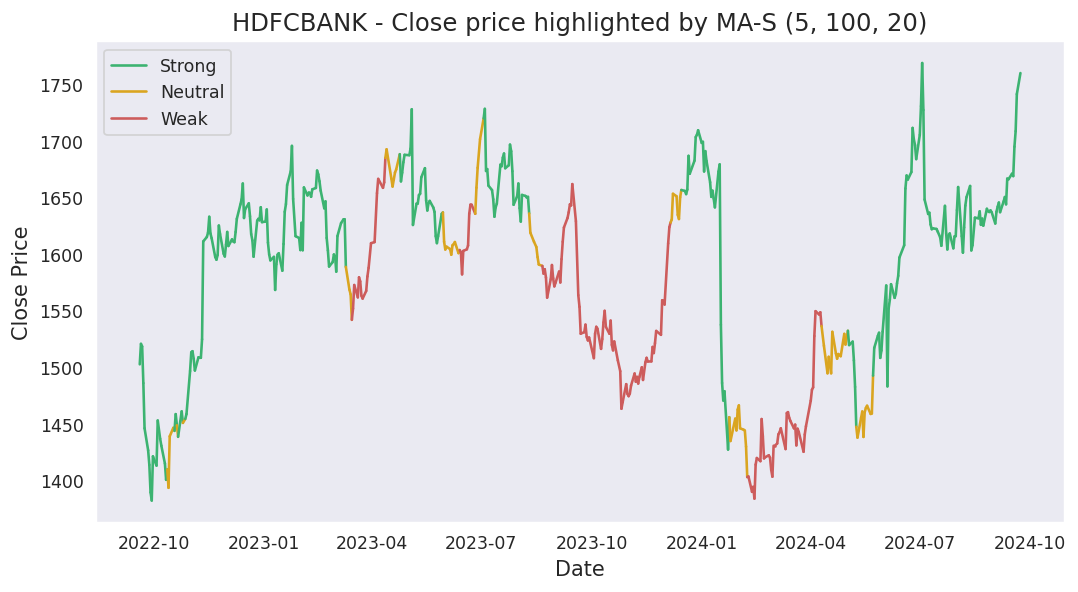 HDFCBANK - Close price highlighted by MA-S (5, 100, 20)
Strong
Neutral
Weak
Close Price
1750
1700
1650
1600
1550
1500
1450
1400
2022-10 2023-01 2023-04 2023-07 2023-10 2024-01 2024-04 2024-07 2024-10
Date